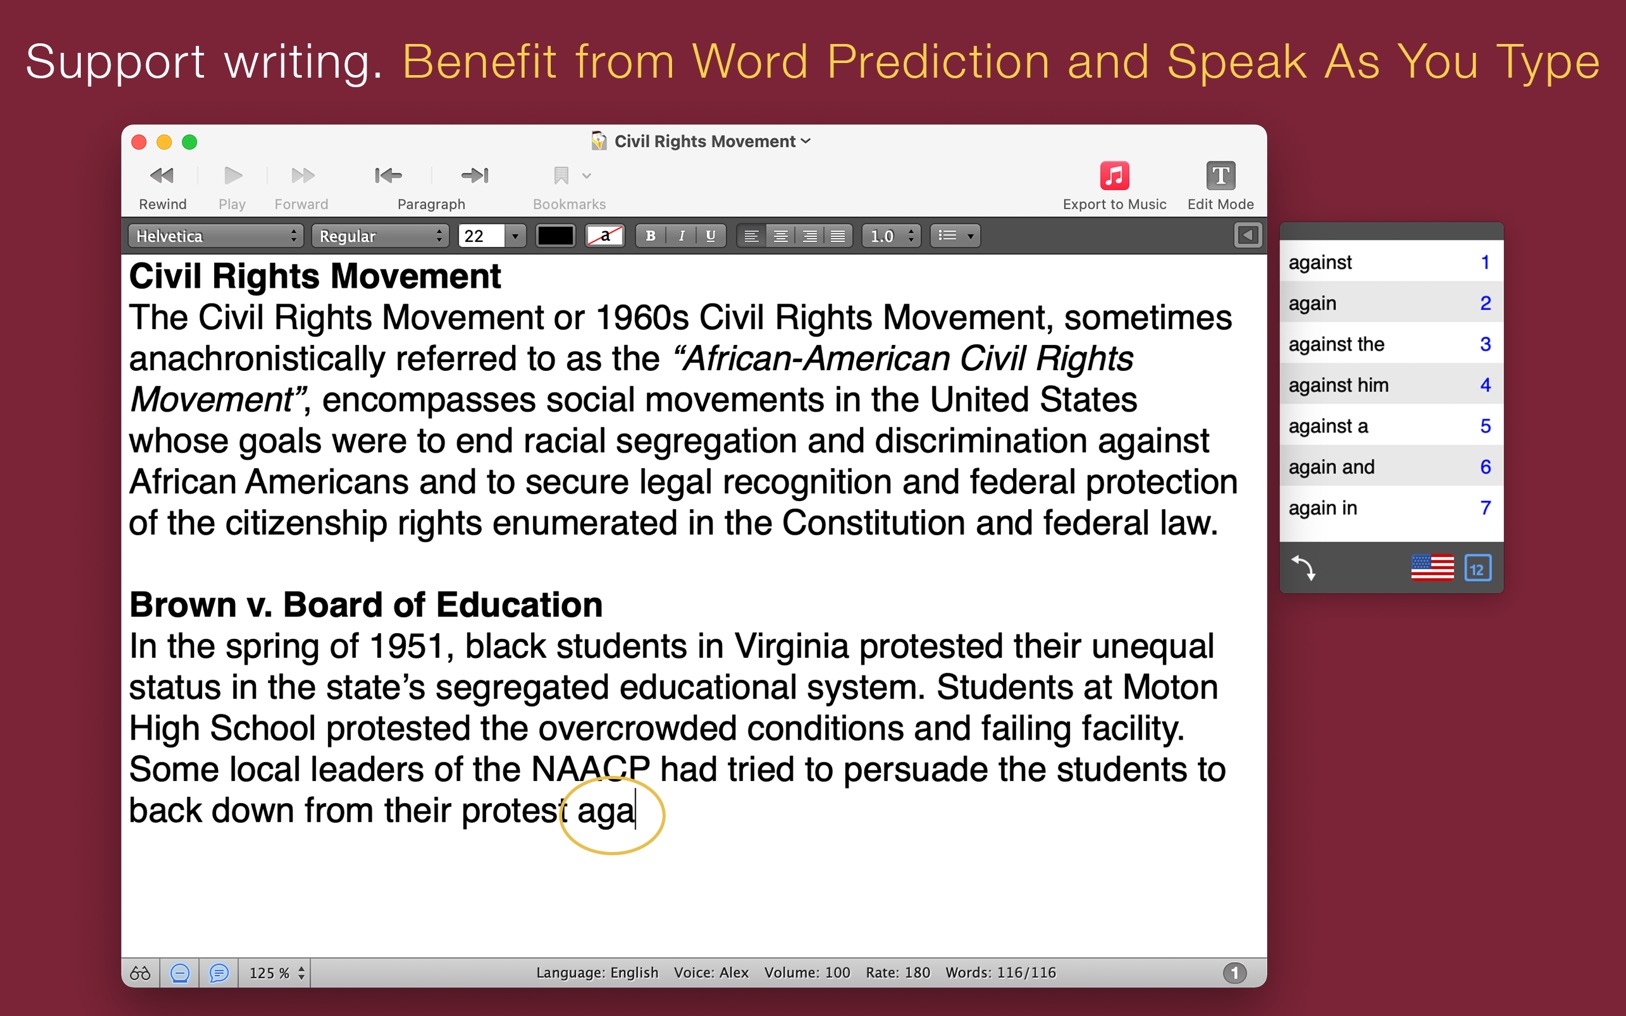 Support writing. Benefit from Word Prediction and Speak As You Type
Civil Rights Movement
Rewind Play Forward Paragraph Bookmarks Export to Music T Edit Mode
Helvetica Regular 22 a B I U 1.0
Civil Rights Movement
The Civil Rights Movement or 1960s Civil Rights Movement, sometimes
anachronistically referred to as the “African-American Civil Rights
Movement”, encompasses social movements in the United States
whose goals were to end racial segregation and discrimination against
African Americans and to secure legal recognition and federal protection
of the citizenship rights enumerated in the Constitution and federal law.
Brown v. Board of Education
In the spring of 1951, black students in Virginia protested their unequal
status in the state’s segregated educational system. Students at Moton
High School protested the overcrowded conditions and failing facility.
Some local leaders of the NAACP had tried to persuade the students to
back down from their protest aga
125 % Language: English Voice: Alex Volume: 100 Rate: 180 Words: 116/116 1
against 1
again 2
against the 3
against him 4
against a 5
again and 6
again in 7
12